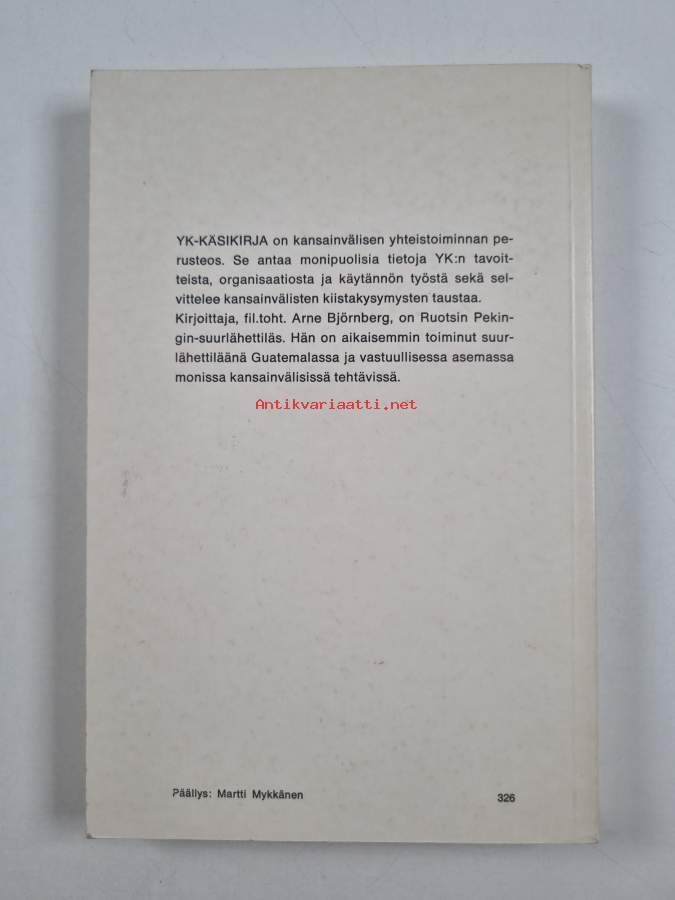 YK-KÄSIKIRJA on kansainvälisen yhteistoiminnan pe-
rusteos. Se antaa monipuolisia tietoja YK:n tavoit-
teista, organisaatiosta ja käytännön työstä sekä sel-
vittelee kansainvälisten kiistakysymysten taustaa.
Kirjoittaja, fil.toht. Arne Björnberg, on Ruotsin Pekin-
gin-suurlähettiläs. Hän on aikaisemmin toiminut suur-
lähettiläänä Guatemalassa ja vastuullisessa asemassa
monissa kansainvälisissä tehtävissä.
Antikvariaatti.net
Päällys: Martti Mykkänen 326